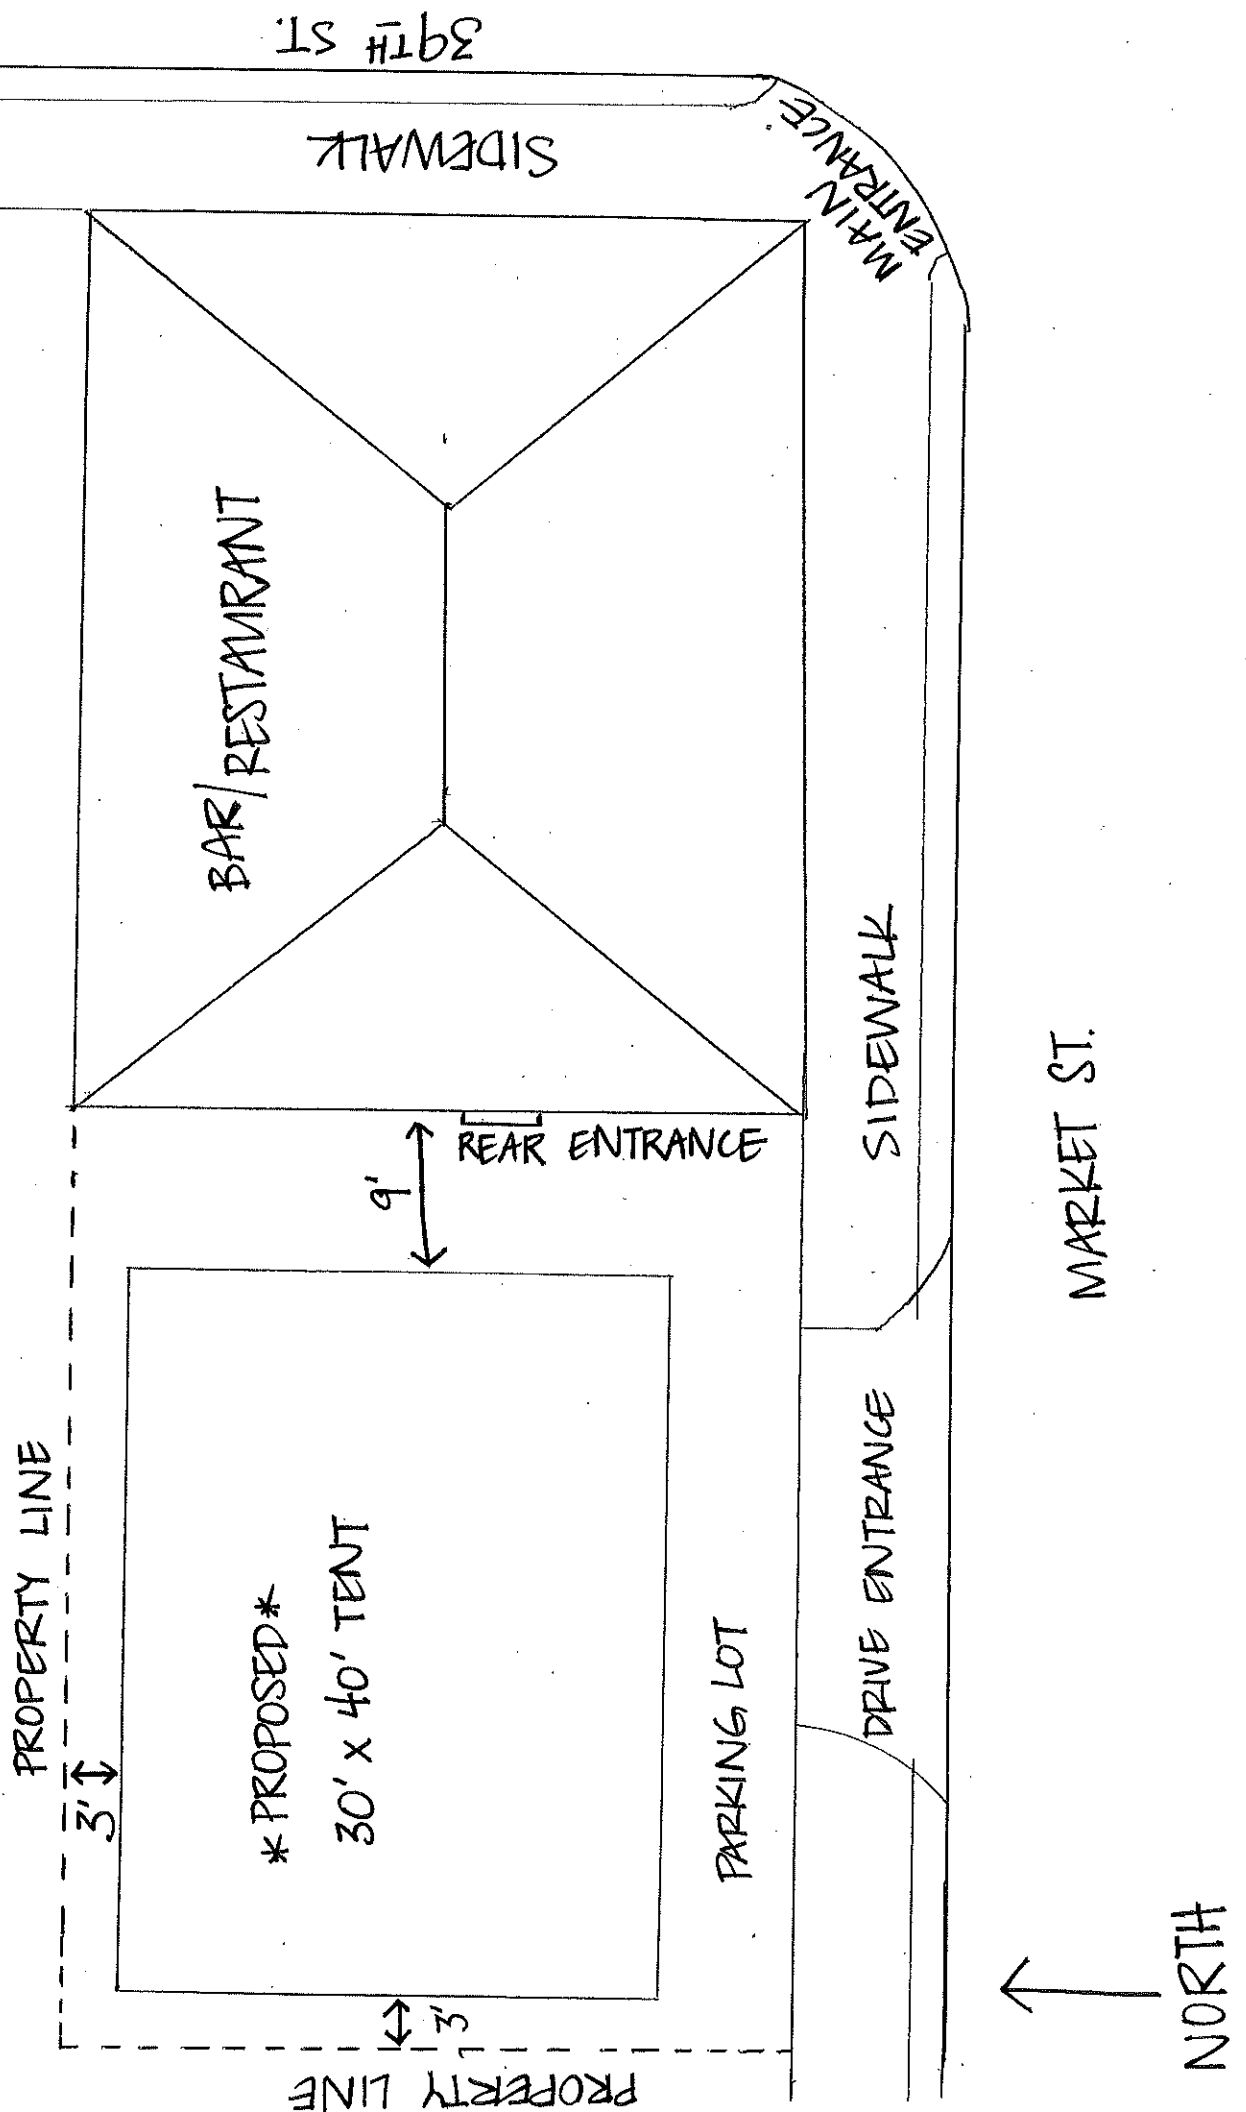 PROPERTY LINE
3'
PROPERTY LINE
3'
*PROPOSED*
30' x 40' TENT
9'
BAR/RESTAURANT
REAR ENTRANCE
PARKING LOT
SIDEWALK
39TH ST.
MAIN
ENTRANCE
DRIVE ENTRANCE
SIDEWALK
MARKET ST.
NORTH